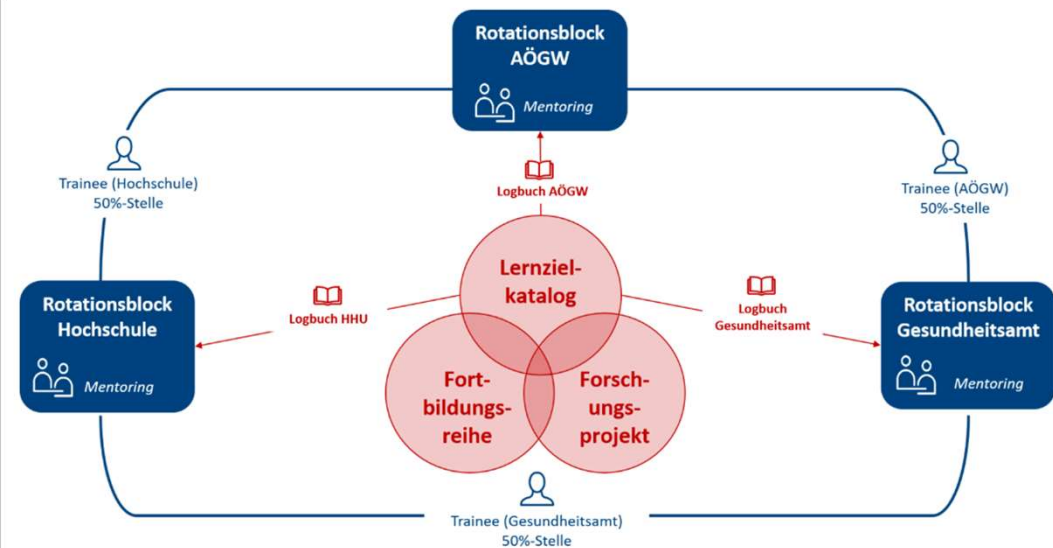 Rotationsblock
AÖGW
Mentoring
Trainee (Hochschule)
50%-Stelle
Logbuch AÖGW
Trainee (AÖGW)
50%-Stelle
Lernziel-
katalog
Rotationsblock
Hochschule
Mentoring
Logbuch HHU
Logbuch
Gesundheitsamt
Rotationsblock
Gesundheitsamt
Mentoring
Fort-
bildungs-
reihe
Forsch-
ungs-
projekt
Trainee (Gesundheitsamt)
50%-Stelle